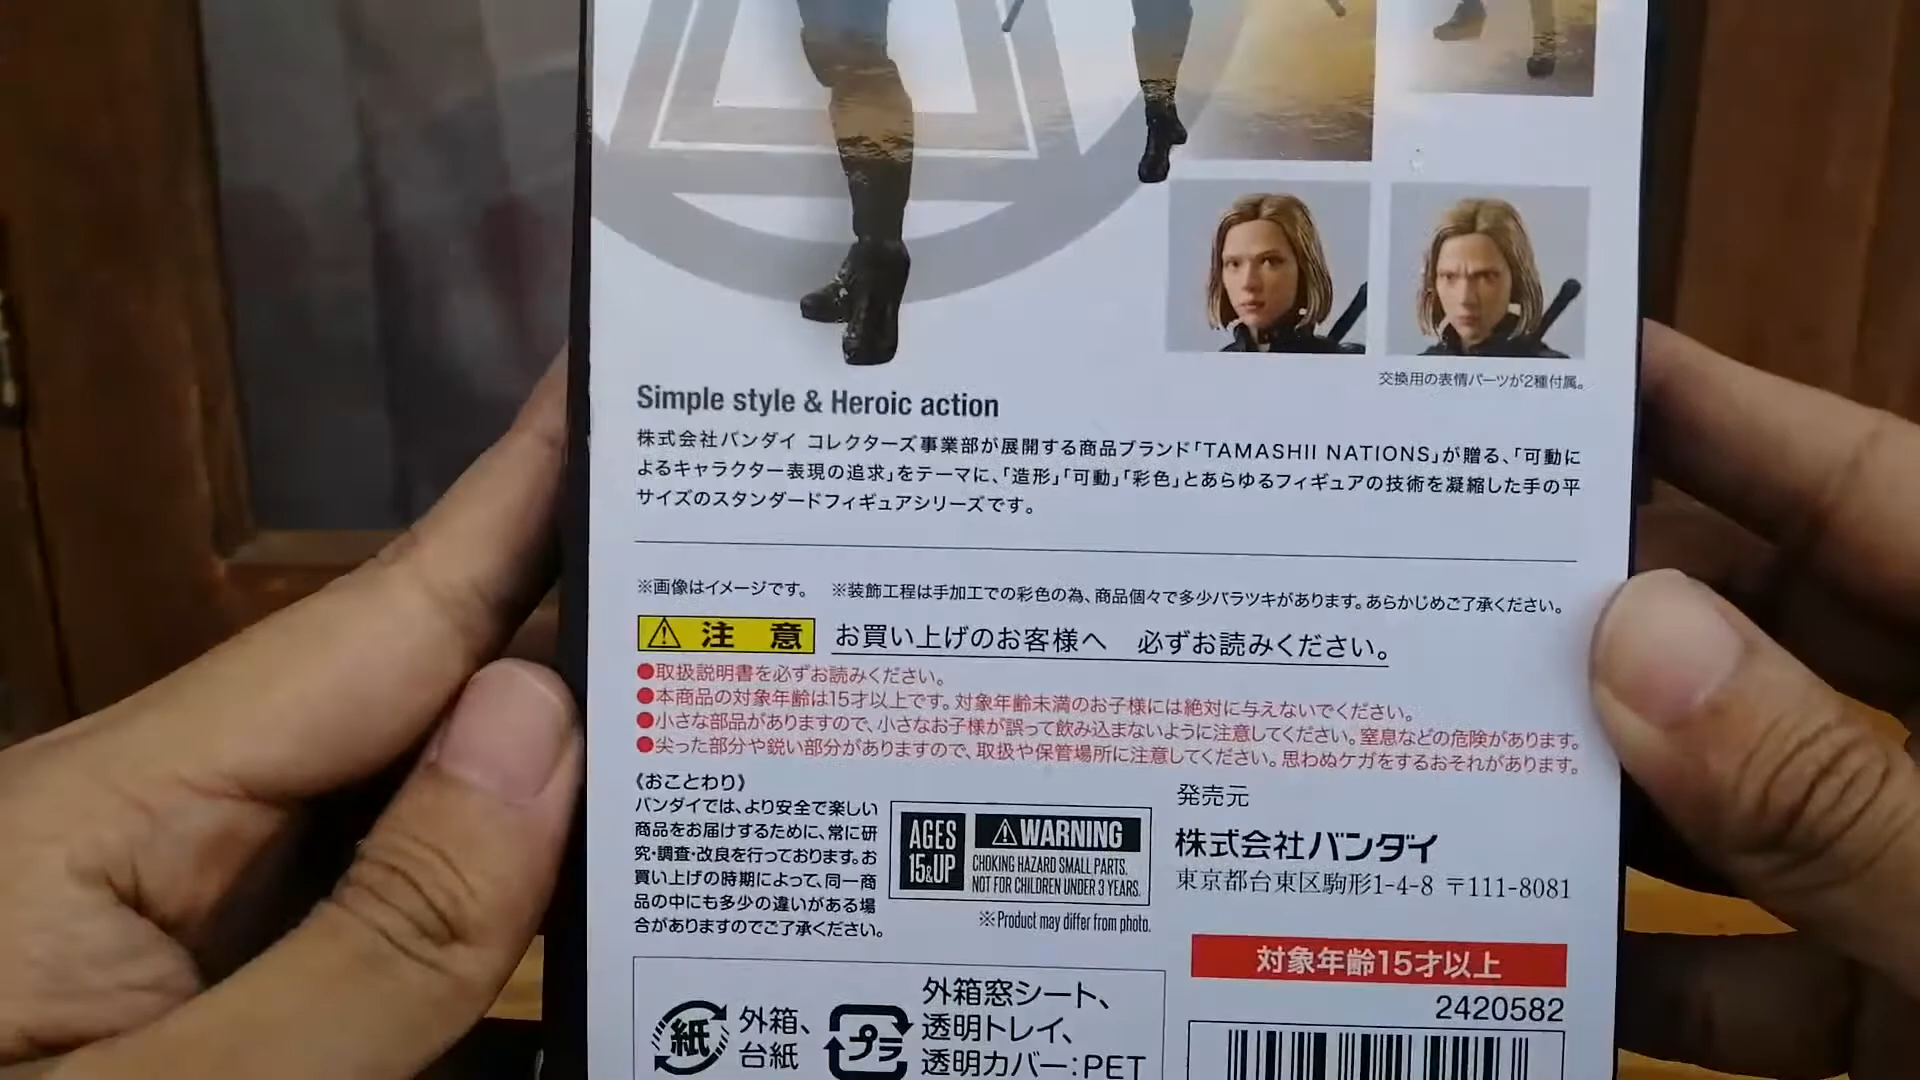 交換用の表情パーツが2種付属。
Simple style & Heroic action
株式会社バンダイ コレクターズ事業部が展開する商品ブランド「TAMASHII NATIONS」が贈る、「可動に
よるキャラクター表現の追求」をテーマに、「造形」「可動」「彩色」とあらゆるフィギュアの技術を凝縮した手の平
サイズのスタンダードフィギュアシリーズです。
※画像はイメージです。 ※装飾工程は手加工での彩色の為、商品個々で多少バラツキがあります。あらかじめご了承ください。
注 意 お買い上げのお客様へ 必ずお読みください。
●取扱説明書を必ずお読みください。
●本商品の対象年齢は15才以上です。対象年齢未満のお子様には絶対に与えないでください。
●小さな部品がありますので、小さなお子様が誤って飲み込まないように注意してください。窒息などの危険があります。
●尖った部分や鋭い部分がありますので、取扱や保管場所に注意してください。思わぬケガをするおそれがあります。
《おことわり》
バンダイでは、より安全で楽しい
商品をお届けするために、常に研
究・調査・改良を行っております。お
買い上げの時期によって、同一商
品の中にも多少の違いがある場
合がありますのでご了承ください。
AGES
15&UP
⚠WARNING
CHOKING HAZARD SMALL PARTS.
NOT FOR CHILDREN UNDER 3 YEARS.
※Product may differ from photo.
発売元
株式会社バンダイ
東京都台東区駒形1-4-8 〒111-8081
対象年齢15才以上
2420582
紙
外箱、
台紙
プラ
外箱窓シート、
透明トレイ、
透明カバー:PET